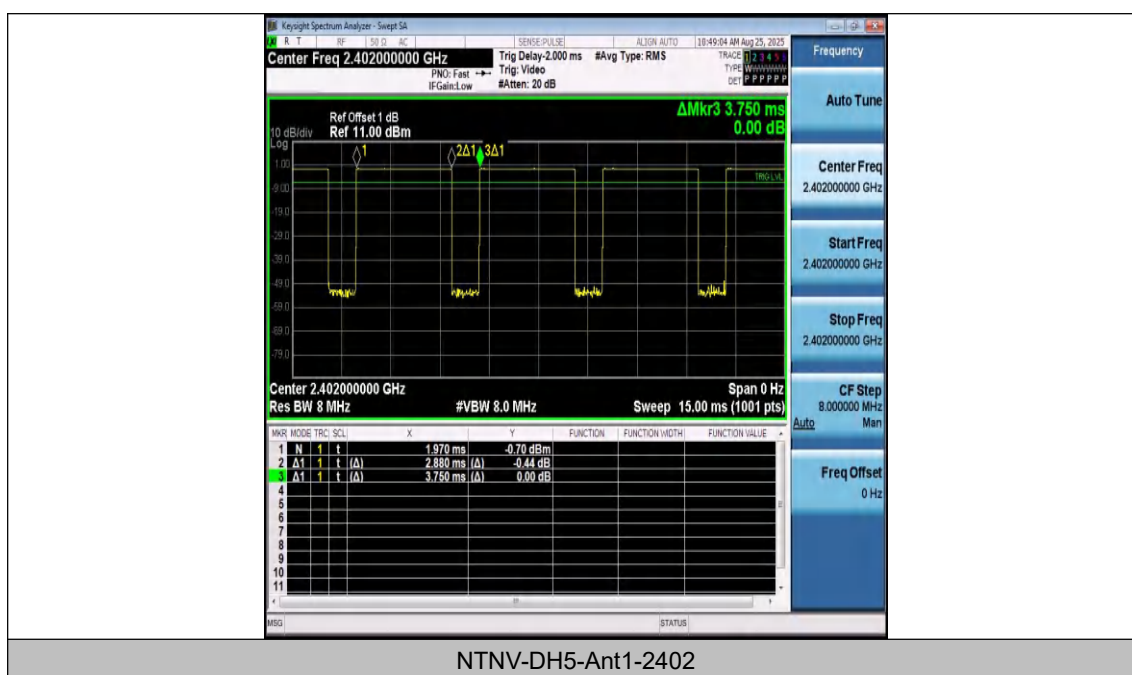 Keysight Spectrum Analyzer - Swept SA
R T RF 50 Ω AC SENSE:PULSE ALIGN AUTO 10:49:04 AM Aug 25, 2025
Center Freq 2.402000000 GHz
PNO: Fast
IFGain:Low
Trig Delay-2.000 ms
Trig: Video
#Atten: 20 dB
#Avg Type: RMS
TRACE 1 2 3 4 5 6
TYPE WWWWWW
DET P P P P P P
ΔMkr3 3.750 ms
0.00 dB
Ref Offset 1 dB
10 dB/div Ref 11.00 dBm
Log
1
2Δ1
3Δ1
1.00
TRIG LVL
-9.00
-19.0
-29.0
-39.0
-49.0
-59.0
-69.0
-79.0
Center 2.402000000 GHz Span 0 Hz
Res BW 8 MHz #VBW 8.0 MHz Sweep 15.00 ms (1001 pts)
MKR MODE TRC SCL X Y FUNCTION FUNCTION WIDTH FUNCTION VALUE
1 N 1 t 1.970 ms -0.70 dBm
2 Δ1 1 t (Δ) 2.880 ms (Δ) -0.44 dB
3 Δ1 1 t (Δ) 3.750 ms (Δ) 0.00 dB
4
5
6
7
8
9
10
11
MSG STATUS
Frequency
Auto Tune
Center Freq
2.402000000 GHz
Start Freq
2.402000000 GHz
Stop Freq
2.402000000 GHz
CF Step
8.000000 MHz
Auto Man
Freq Offset
0 Hz
NTNV-DH5-Ant1-2402